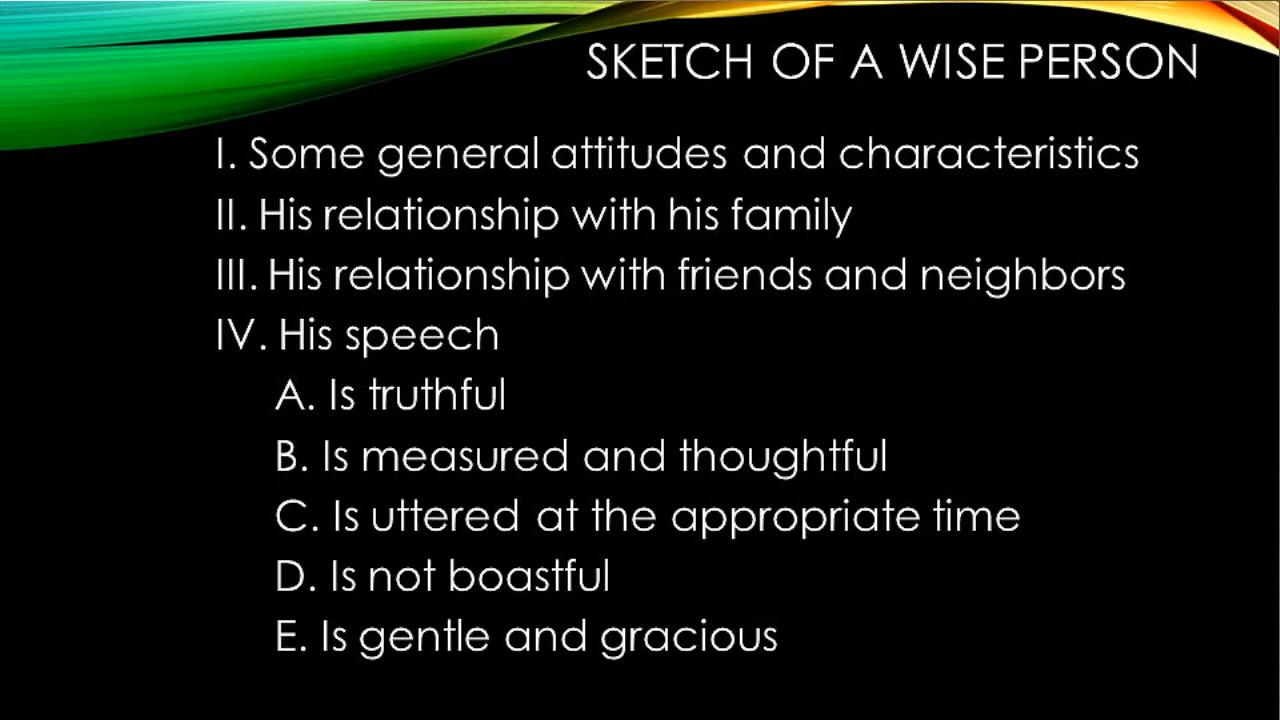 SKETCH OF A WISE PERSON
I. Some general attitudes and characteristics
II. His relationship with his family
III. His relationship with friends and neighbors
IV. His speech
A. Is truthful
B. Is measured and thoughtful
C. Is uttered at the appropriate time
D. Is not boastful
E. Is gentle and gracious